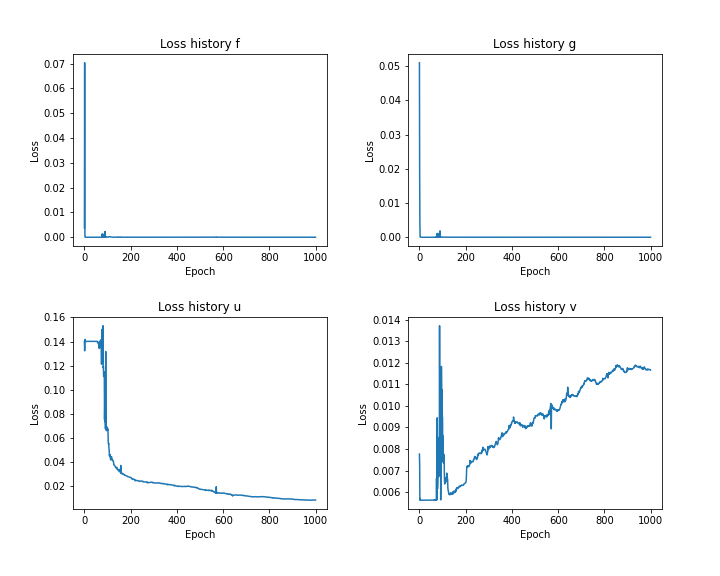 Loss history f
Loss history g
0.07
0.06
0.05
0.04
0.03
0.02
0.01
0.00
Loss
0 200 400 600 800 1000
Epoch
0.05
0.04
0.03
0.02
0.01
0.00
Loss
0 200 400 600 800 1000
Epoch
Loss history u
Loss history v
0.16
0.14
0.12
0.10
0.08
0.06
0.04
0.02
Loss
0 200 400 600 800 1000
Epoch
0.014
0.013
0.012
0.011
0.010
0.009
0.008
0.007
0.006
Loss
0 200 400 600 800 1000
Epoch